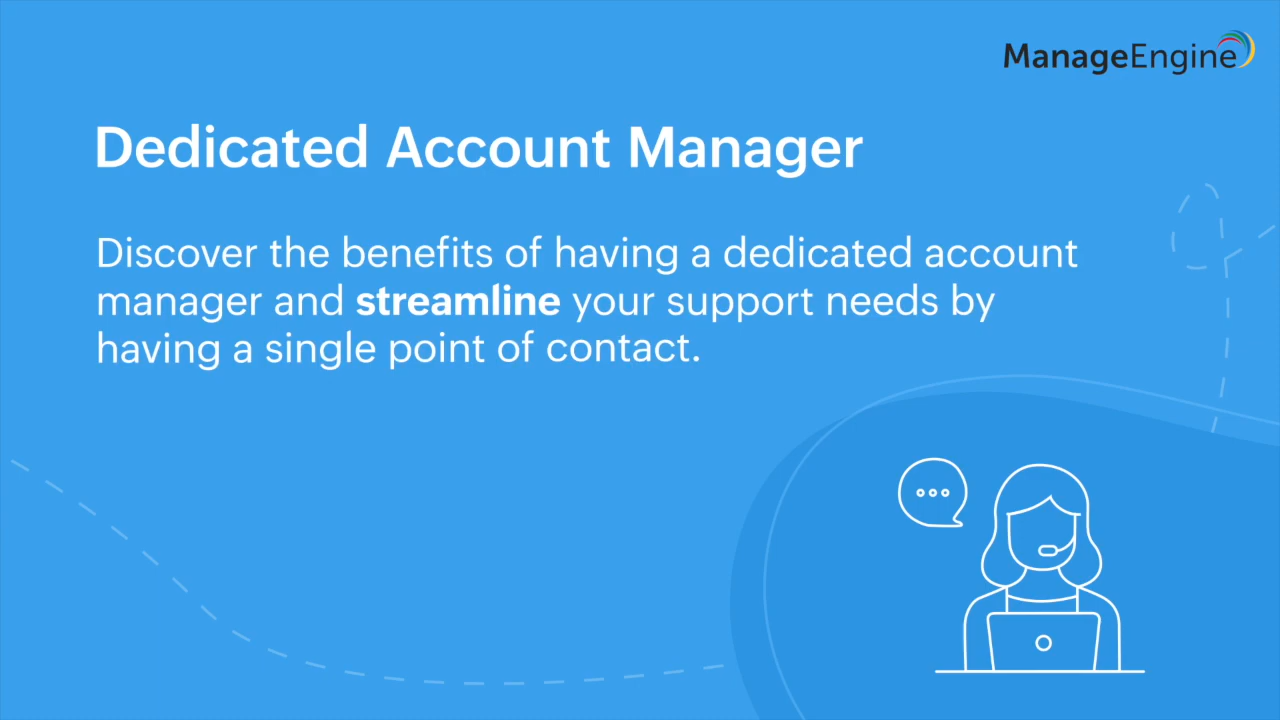 ManageEngine
Dedicated Account Manager
Discover the benefits of having a dedicated account
manager and streamline your support needs by
having a single point of contact.